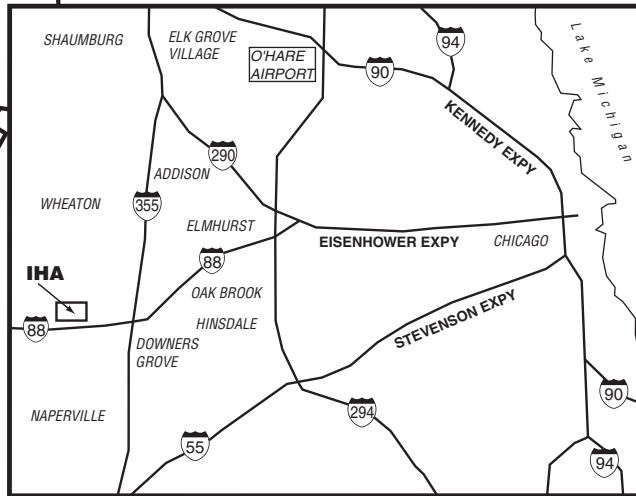 SHAUMBURG
ELK GROVE
VILLAGE
O'HARE
AIRPORT
94
90
Lake Michigan
KENNEDY EXPY
290
ADDISON
WHEATON
355
ELMHURST
EISENHOWER EXPY
CHICAGO
88
IHA
OAK BROOK
88
HINSDALE
STEVENSON EXPY
DOWNERS
GROVE
NAPERVILLE
294
90
55
94